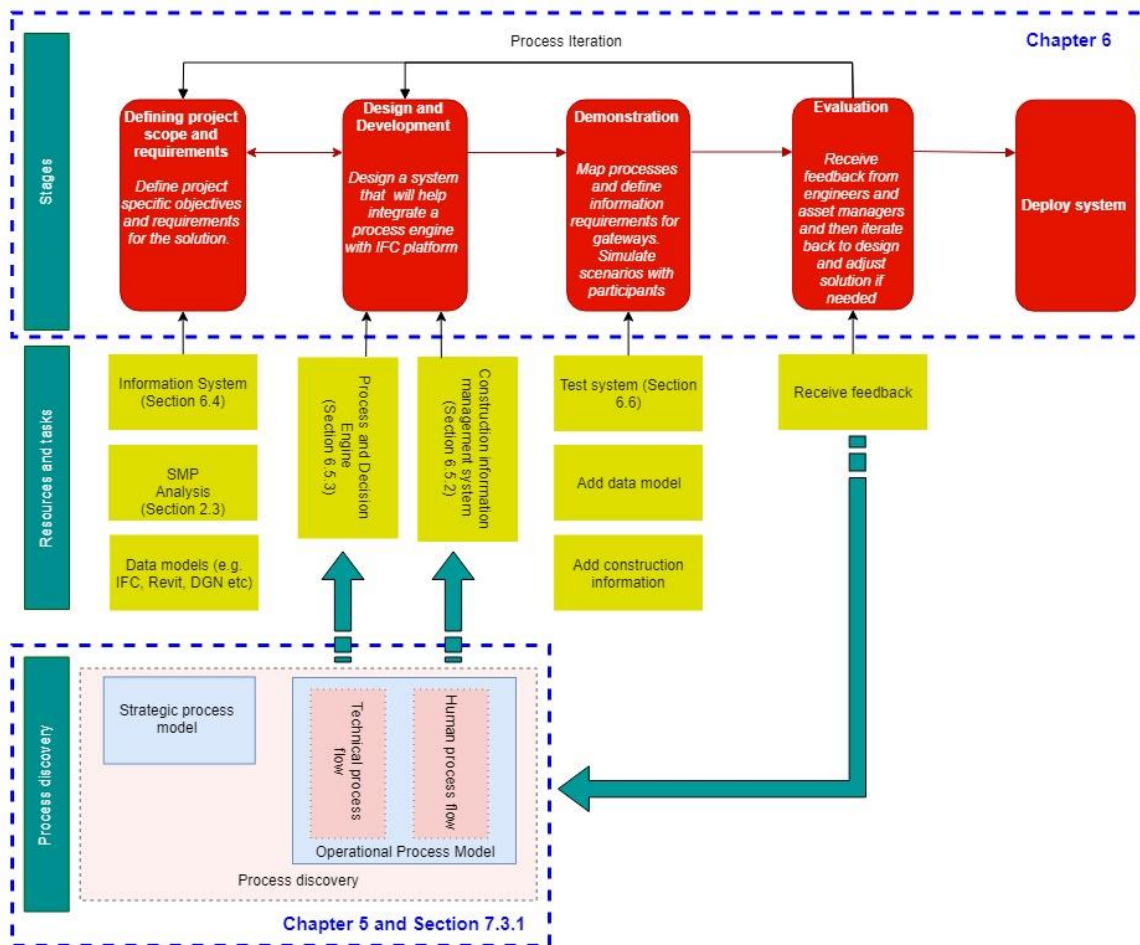 Process Iteration
Chapter 6
Stages
Defining project
scope and
requirements
Define project
specific objectives
and requirements
for the solution.
Design and
Development
Design a system
that will help
integrate a
process engine
with IFC platform
Demonstration
Map processes
and define
information
requirements for
gateways.
Simulate
scenarios with
participants
Evaluation
Receive
feedback from
engineers and
asset managers
and then iterate
back to design
and adjust
solution if
needed
Deploy system
Resources and tasks
Information System
(Section 6.4)
SMP
Analysis
(Section 2.3)
Data models (e.g.
IFC, Revit, DGN etc)
Process and Decision
Engine
(Section 6.5.3)
Construction information
management system
(Section 6.5.2)
Test system (Section
6.6)
Add data model
Add construction
information
Receive feedback
Process discovery
Strategic process
model
Technical process
flow
Human process flow
Operational Process Model
Process discovery
Chapter 5 and Section 7.3.1